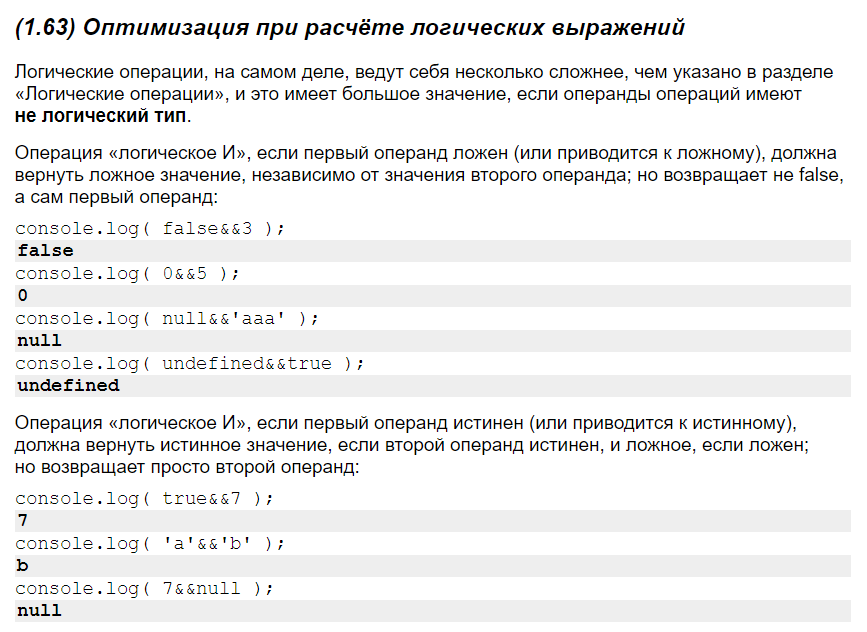 (1.63) Оптимизация при расчёте логических выражений
Логические операции, на самом деле, ведут себя несколько сложнее, чем указано в разделе
«Логические операции», и это имеет большое значение, если операнды операций имеют
не логический тип.
Операция «логическое И», если первый операнд ложен (или приводится к ложному), должна
вернуть ложное значение, независимо от значения второго операнда; но возвращает не false,
а сам первый операнд:
console.log( false&&3 );
false
console.log( 0&&5 );
0
console.log( null&&'aaa' );
null
console.log( undefined&&true );
undefined
Операция «логическое И», если первый операнд истинен (или приводится к истинному),
должна вернуть истинное значение, если второй операнд истинен, и ложное, если ложен;
но возвращает просто второй операнд:
console.log( true&&7 );
7
console.log( 'a'&&'b' );
b
console.log( 7&&null );
null